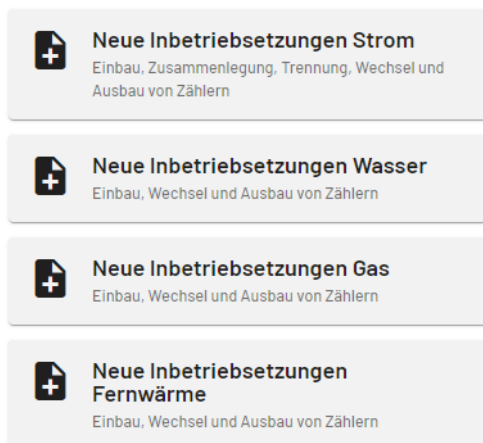 Neue Inbetriebsetzungen Strom
Einbau, Zusammenlegung, Trennung, Wechsel und
Ausbau von Zählern
Neue Inbetriebsetzungen Wasser
Einbau, Wechsel und Ausbau von Zählern
Neue Inbetriebsetzungen Gas
Einbau, Wechsel und Ausbau von Zählern
Neue Inbetriebsetzungen
Fernwärme
Einbau, Wechsel und Ausbau von Zählern